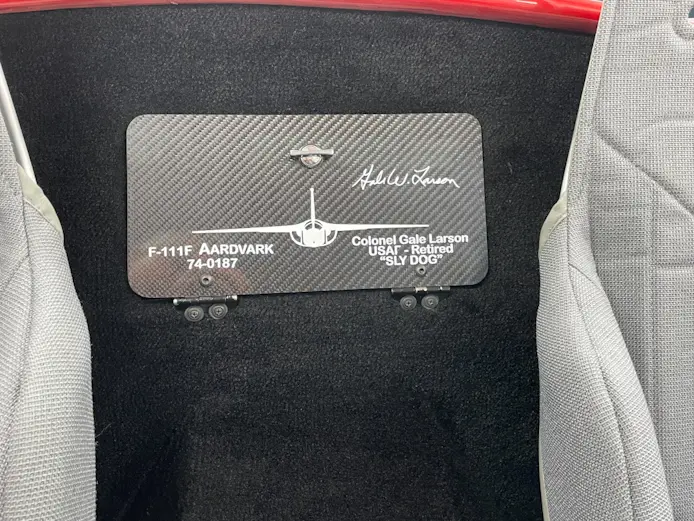 Gale W. Larson
F-111F AARDVARK
74-0187
Colonel Gale Larson
USAF - Retired
"SLY DOG"